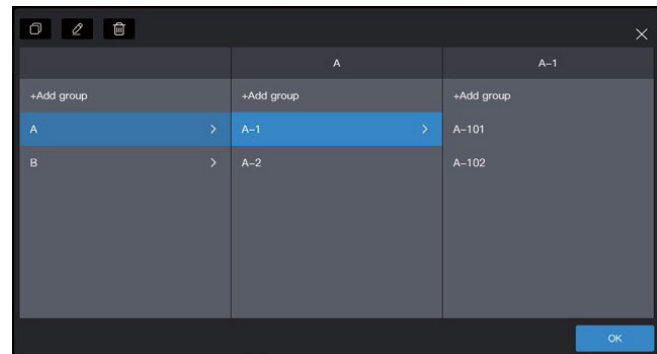 A A-1
+Add group +Add group +Add group
A A-1 A-101
B A-2 A-102
OK